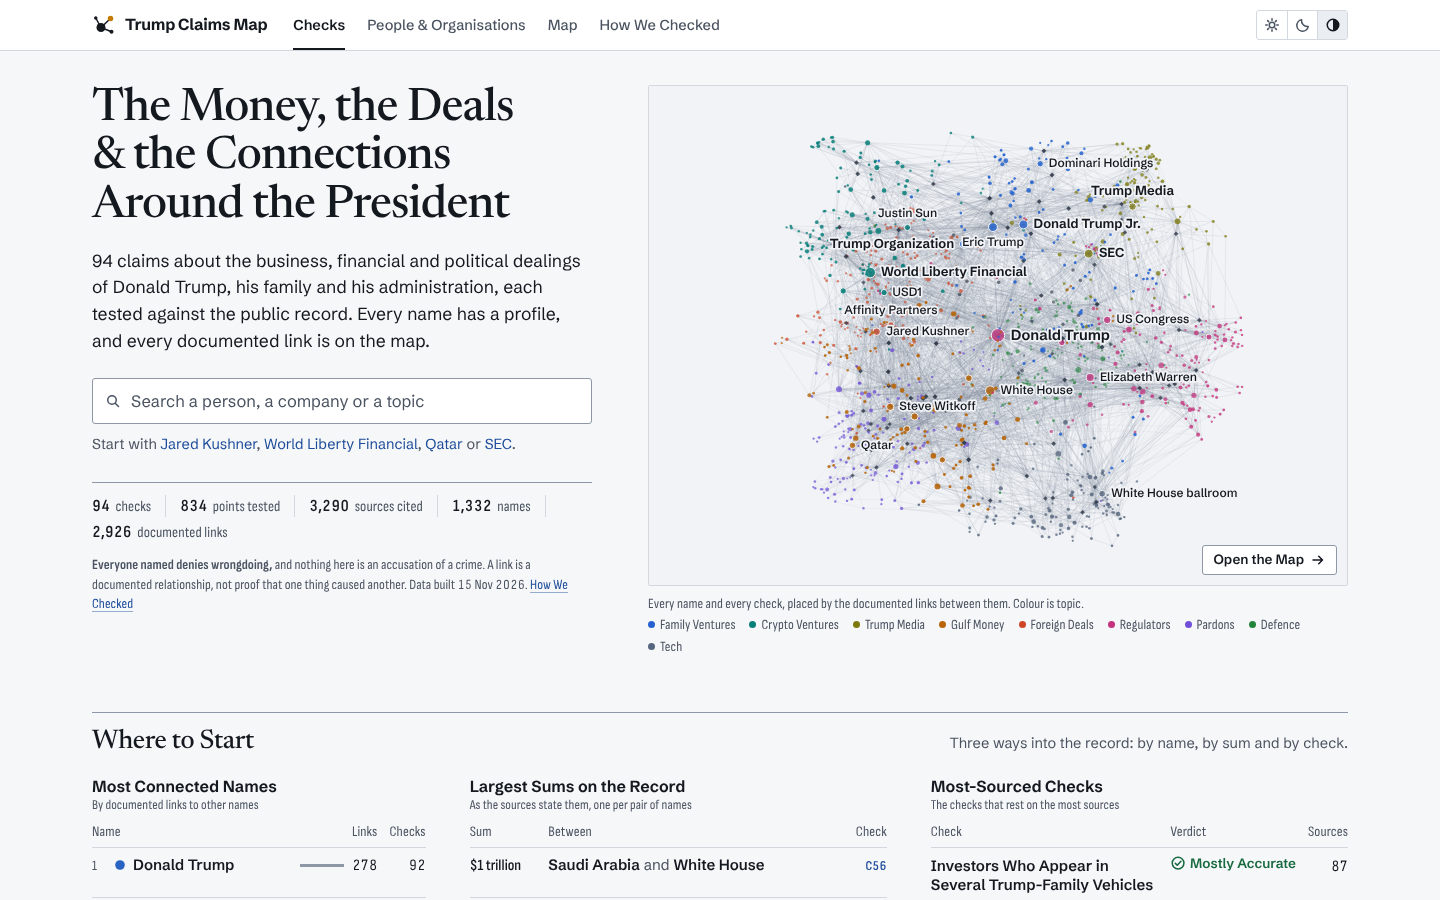 Trump Claims Map
Checks
People & Organisations
Map
How We Checked
The Money, the Deals
& the Connections
Around the President
94 claims about the business, financial and political dealings
of Donald Trump, his family and his administration, each
tested against the public record. Every name has a profile,
and every documented link is on the map.
Search a person, a company or a topic
Start with Jared Kushner, World Liberty Financial, Qatar or SEC.
94 checks
834 points tested
3,290 sources cited
1,332 names
2,926 documented links
Everyone named denies wrongdoing, and nothing here is an accusation of a crime. A link is a
documented relationship, not proof that one thing caused another. Data built 15 Nov 2026. How We
Checked
Dominari Holdings
Trump Media
Justin Sun
Donald Trump Jr.
Trump Organization
Eric Trump
SEC
World Liberty Financial
USD1
Affinity Partners
US Congress
Jared Kushner
Donald Trump
Elizabeth Warren
White House
Steve Witkoff
Qatar
White House ballroom
Open the Map
Every name and every check, placed by the documented links between them. Colour is topic.
Family Ventures
Crypto Ventures
Trump Media
Gulf Money
Foreign Deals
Regulators
Pardons
Defence
Tech
Where to Start
Three ways into the record: by name, by sum and by check.
Most Connected Names
By documented links to other names
Name Links Checks
1 Donald Trump 278 92
Largest Sums on the Record
As the sources state them, one per pair of names
Sum Between Check
$1 trillion Saudi Arabia and White House C56
Most-Sourced Checks
The checks that rest on the most sources
Check Verdict Sources
Investors Who Appear in
Several Trump-Family Vehicles
Mostly Accurate 87